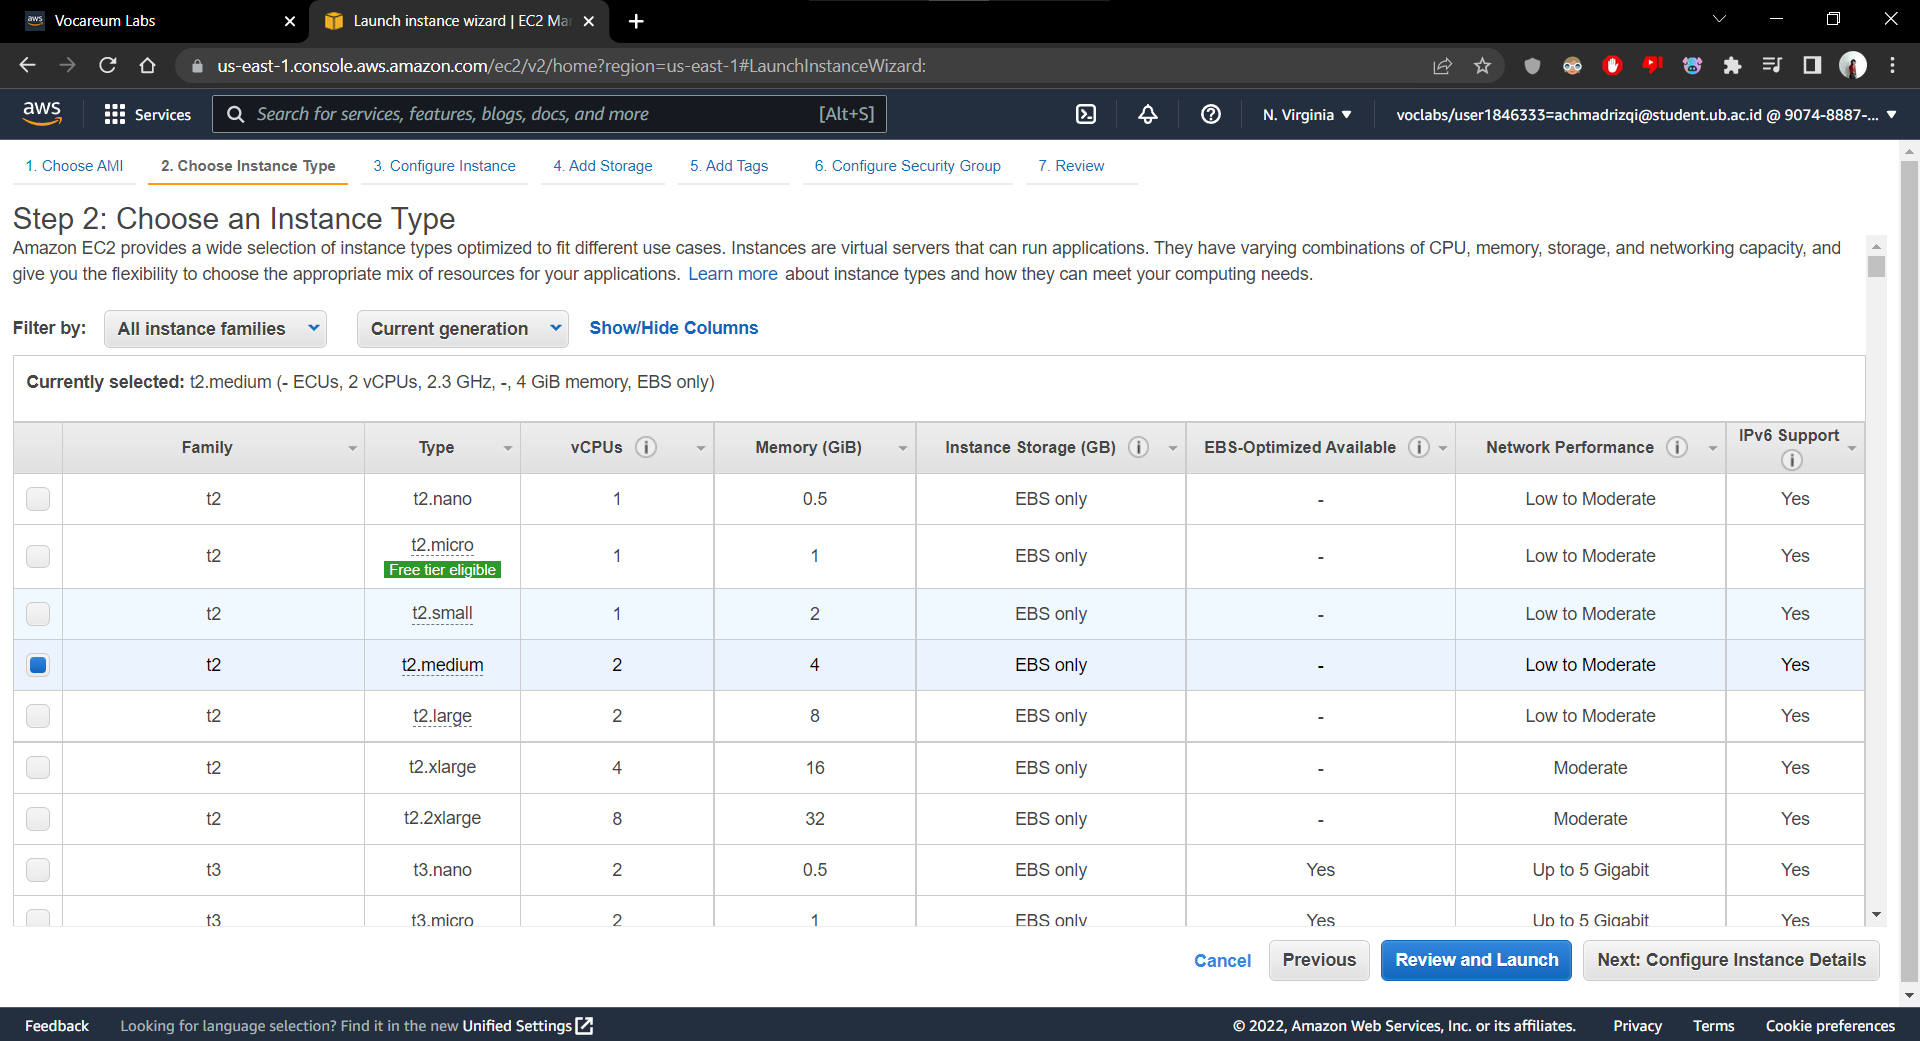 Vocareum Labs
Launch instance wizard | EC2 Mar
us-east-1.console.aws.amazon.com/ec2/v2/home?region=us-east-1#LaunchInstanceWizard:
aws Services Search for services, features, blogs, docs, and more [Alt+S] N. Virginia voclabs/user1846333=achmadrizqi@student.ub.ac.id @ 9074-8887-...
1. Choose AMI 2. Choose Instance Type 3. Configure Instance 4. Add Storage 5. Add Tags 6. Configure Security Group 7. Review
Step 2: Choose an Instance Type
Amazon EC2 provides a wide selection of instance types optimized to fit different use cases. Instances are virtual servers that can run applications. They have varying combinations of CPU, memory, storage, and networking capacity, and
give you the flexibility to choose the appropriate mix of resources for your applications. Learn more about instance types and how they can meet your computing needs.
Filter by: All instance families Current generation Show/Hide Columns
Currently selected: t2.medium (- ECUs, 2 vCPUs, 2.3 GHz, -, 4 GiB memory, EBS only)
Family Type vCPUs Memory (GiB) Instance Storage (GB) EBS-Optimized Available Network Performance IPv6 Support
t2 t2.nano 1 0.5 EBS only - Low to Moderate Yes
t2 t2.micro 1 1 EBS only - Low to Moderate Yes
Free tier eligible
t2 t2.small 1 2 EBS only - Low to Moderate Yes
t2 t2.medium 2 4 EBS only - Low to Moderate Yes
t2 t2.large 2 8 EBS only - Low to Moderate Yes
t2 t2.xlarge 4 16 EBS only - Moderate Yes
t2 t2.2xlarge 8 32 EBS only - Moderate Yes
t3 t3.nano 2 0.5 EBS only Yes Up to 5 Gigabit Yes
t3 t3.micro 2 1 EBS only Yes Up to 5 Gigabit Yes
Cancel Previous Review and Launch Next: Configure Instance Details
Feedback Looking for language selection? Find it in the new Unified Settings © 2022, Amazon Web Services, Inc. or its affiliates. Privacy Terms Cookie preferences